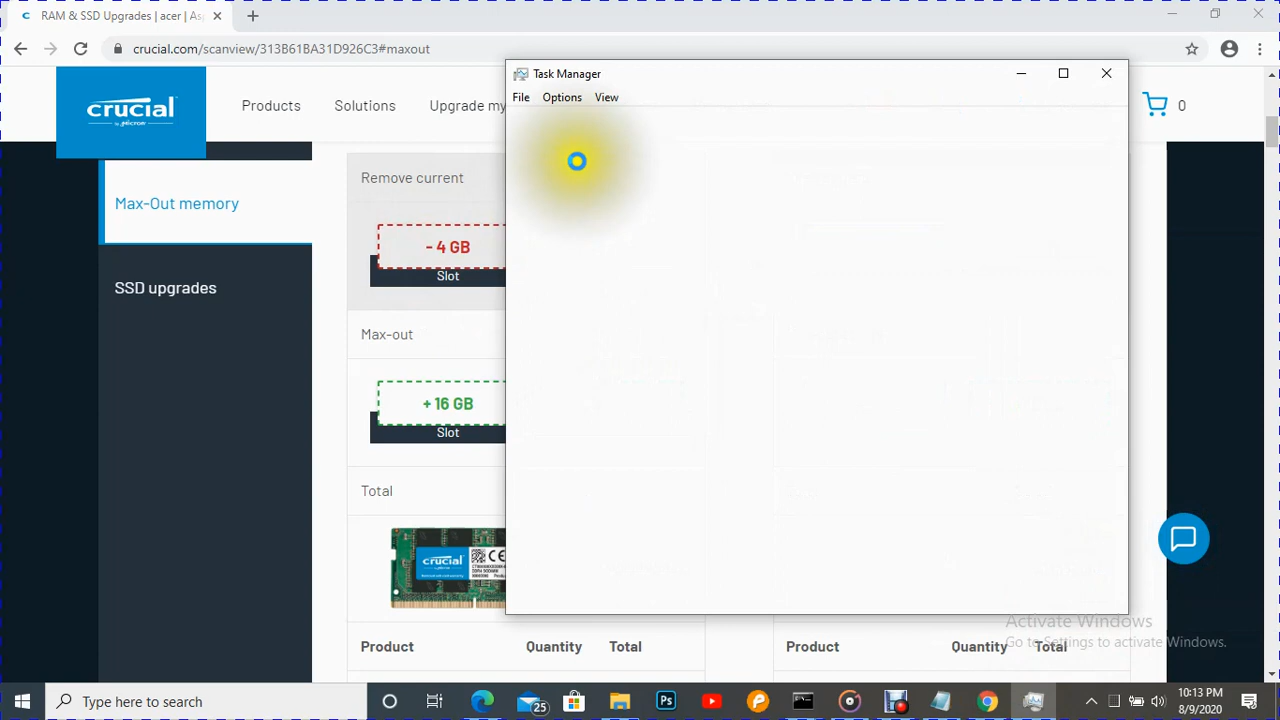 RAM & SSD Upgrades | acer | As
crucial.com/scanview/313B61BA31D926C3#maxout
crucial
by micron
Products
Solutions
Upgrade my
0
Task Manager
File
Options
View
Max-Out memory
SSD upgrades
Remove current
- 4 GB
Slot
Max-out
+ 16 GB
Slot
Total
crucial
Product
Quantity
Total
Product
Quantity
Total
Activate Windows
Go to Settings to activate Windows.
Type here to search
25
Ps
10:13 PM
8/9/2020